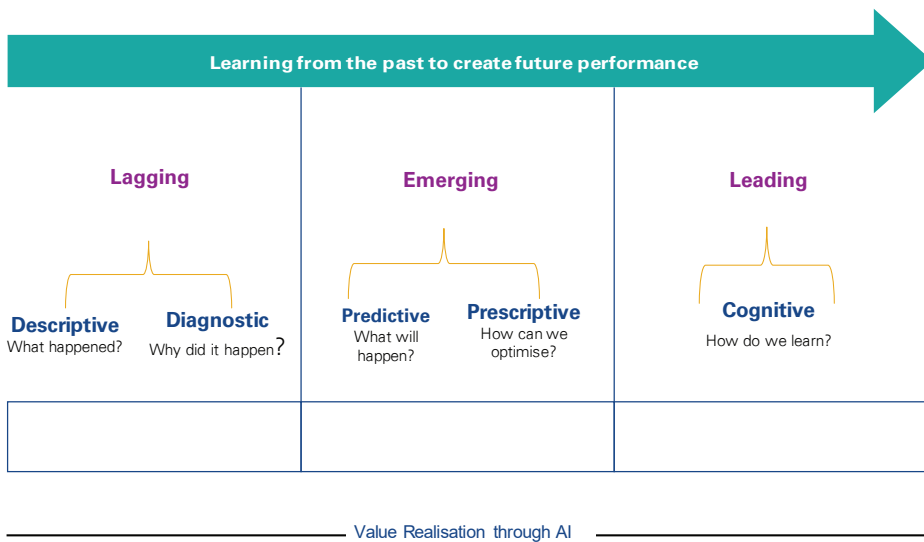 Learning from the past to create future performance
Lagging
Emerging
Leading
Descriptive
What happened?
Diagnostic
Why did it happen?
Predictive
What will
happen?
Prescriptive
How can we
optimise?
Cognitive
How do we learn?
Value Realisation through AI